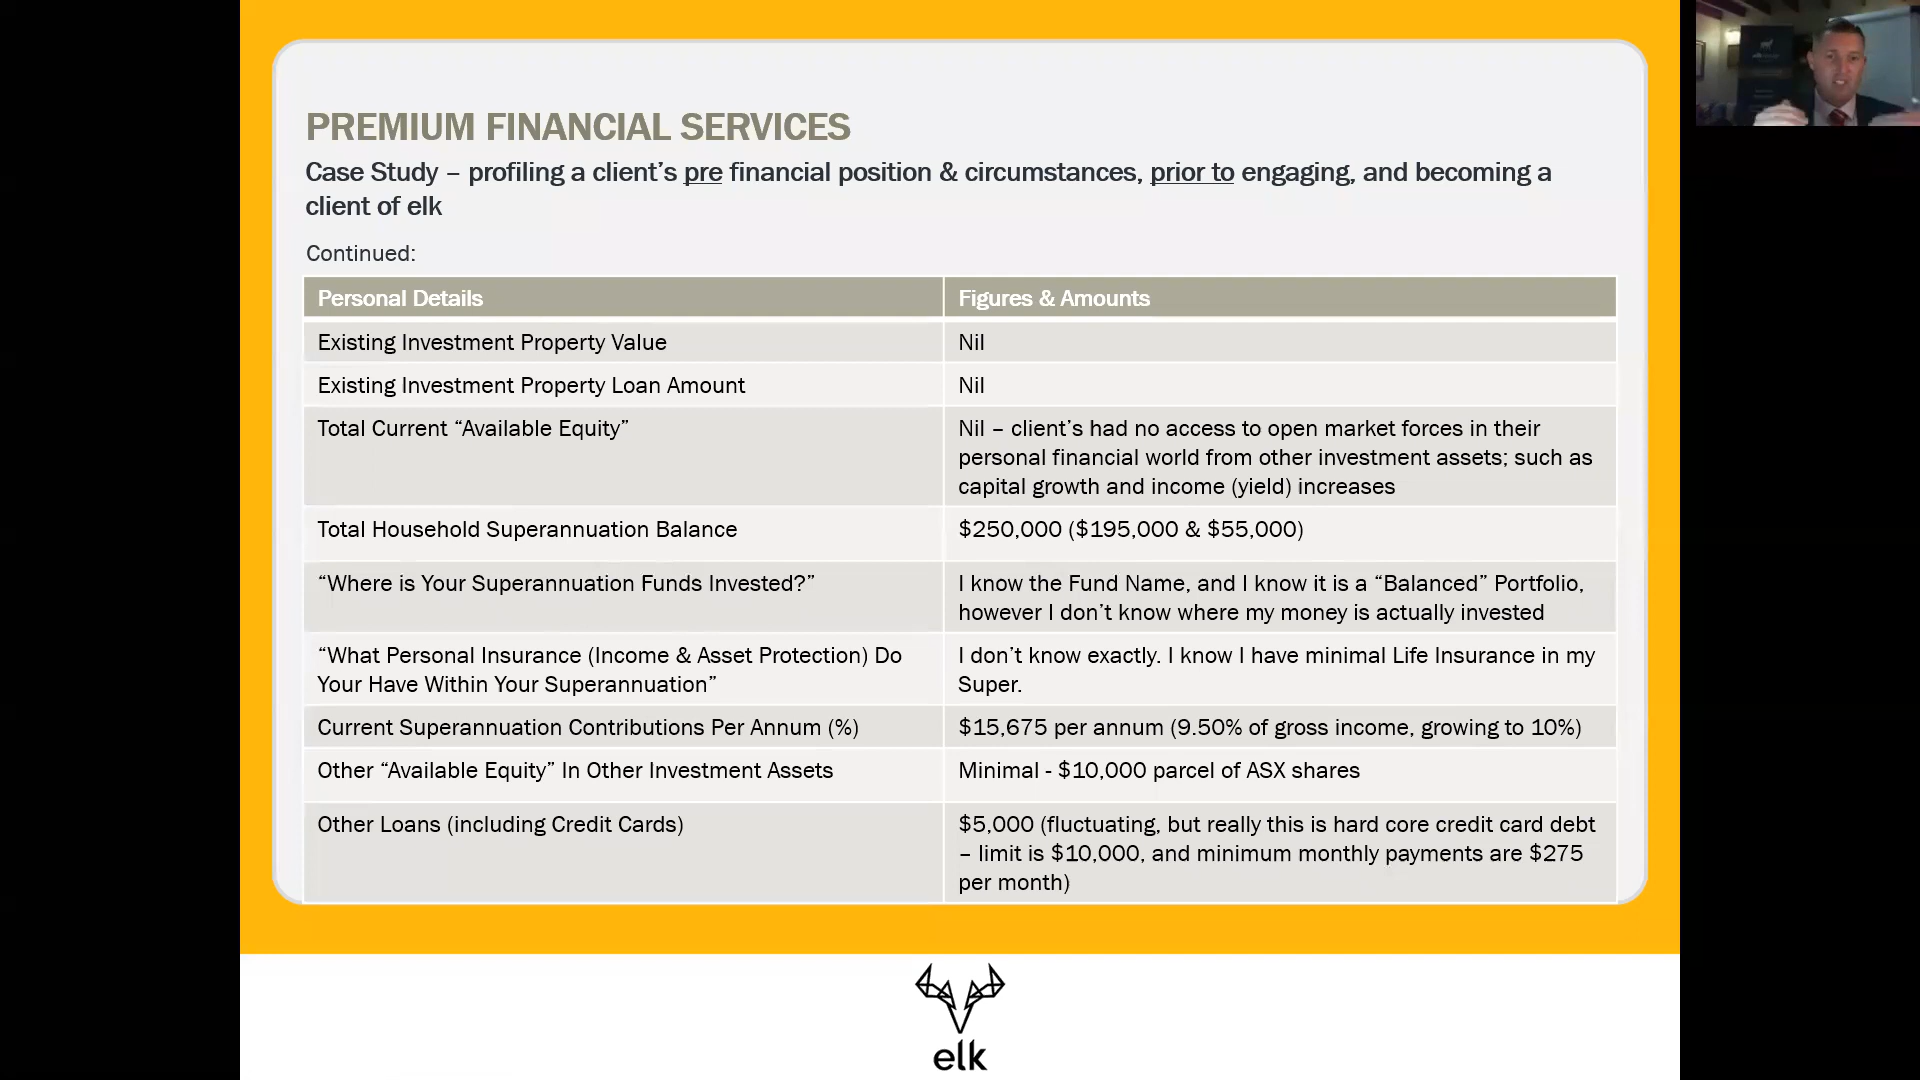 PREMIUM FINANCIAL SERVICES
Case Study – profiling a client’s pre financial position & circumstances, prior to engaging, and becoming a
client of elk
Continued:
Personal Details
Figures & Amounts
Existing Investment Property Value
Nil
Existing Investment Property Loan Amount
Nil
Total Current “Available Equity”
Nil – client’s had no access to open market forces in their
personal financial world from other investment assets; such as
capital growth and income (yield) increases
Total Household Superannuation Balance
$250,000 ($195,000 & $55,000)
“Where is Your Superannuation Funds Invested?”
I know the Fund Name, and I know it is a “Balanced” Portfolio,
however I don’t know where my money is actually invested
“What Personal Insurance (Income & Asset Protection) Do
Your Have Within Your Superannuation”
I don’t know exactly. I know I have minimal Life Insurance in my
Super.
Current Superannuation Contributions Per Annum (%)
$15,675 per annum (9.50% of gross income, growing to 10%)
Other “Available Equity” In Other Investment Assets
Minimal - $10,000 parcel of ASX shares
Other Loans (including Credit Cards)
$5,000 (fluctuating, but really this is hard core credit card debt
– limit is $10,000, and minimum monthly payments are $275
per month)
elk